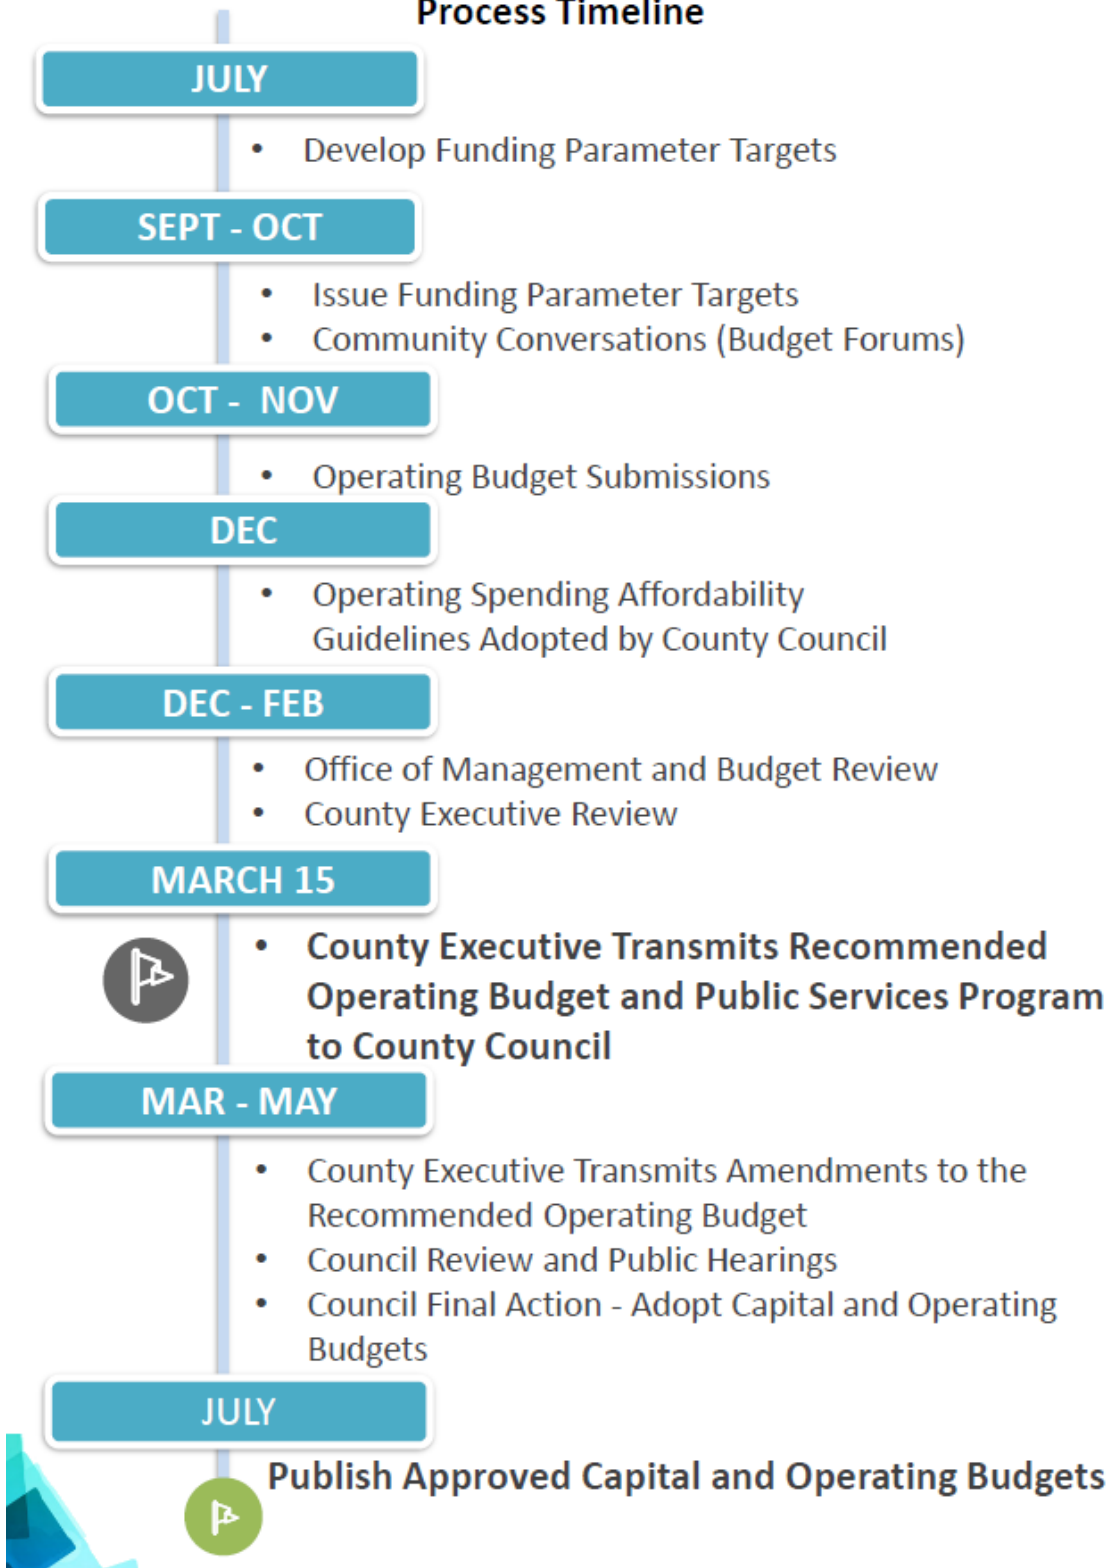 Process Timeline
JULY
• Develop Funding Parameter Targets
SEPT - OCT
• Issue Funding Parameter Targets
• Community Conversations (Budget Forums)
OCT - NOV
• Operating Budget Submissions
DEC
• Operating Spending Affordability
Guidelines Adopted by County Council
DEC - FEB
• Office of Management and Budget Review
• County Executive Review
MARCH 15
• County Executive Transmits Recommended
Operating Budget and Public Services Program
to County Council
MAR - MAY
• County Executive Transmits Amendments to the
Recommended Operating Budget
• Council Review and Public Hearings
• Council Final Action - Adopt Capital and Operating
Budgets
JULY
Publish Approved Capital and Operating Budgets